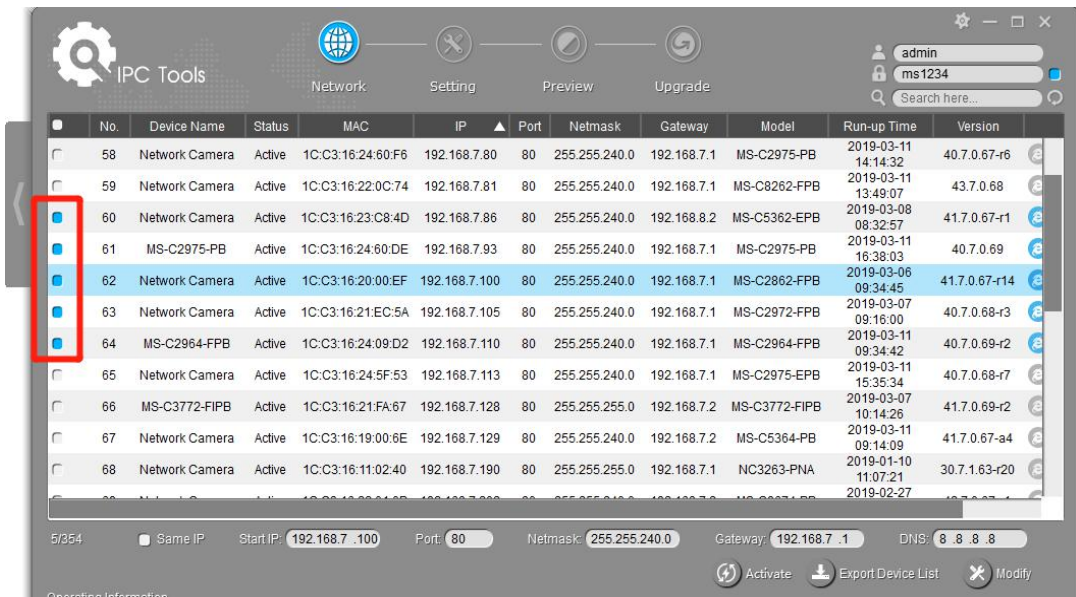 IPC Tools
Network Setting Preview Upgrade
admin
ms1234
Search here...
No. Device Name Status MAC IP Port Netmask Gateway Model Run-up Time Version
58 Network Camera Active 1C:C3:16:24:60:F6 192.168.7.80 80 255.255.240.0 192.168.7.1 MS-C2975-PB 2019-03-11 14:14:32 40.7.0.67-r6
59 Network Camera Active 1C:C3:16:22:0C:74 192.168.7.81 80 255.255.240.0 192.168.7.1 MS-C8262-FPB 2019-03-11 13:49:07 43.7.0.68
60 Network Camera Active 1C:C3:16:23:C8:4D 192.168.7.86 80 255.255.240.0 192.168.8.2 MS-C5362-EPB 2019-03-08 08:32:57 41.7.0.67-r1
61 MS-C2975-PB Active 1C:C3:16:24:60:DE 192.168.7.93 80 255.255.240.0 192.168.7.1 MS-C2975-PB 2019-03-11 16:38:03 40.7.0.69
62 Network Camera Active 1C:C3:16:20:00:EF 192.168.7.100 80 255.255.240.0 192.168.7.1 MS-C2862-FPB 2019-03-06 09:34:45 41.7.0.67-r14
63 Network Camera Active 1C:C3:16:21:EC:5A 192.168.7.105 80 255.255.240.0 192.168.7.1 MS-C2972-FPB 2019-03-07 09:16:00 40.7.0.68-r3
64 MS-C2964-FPB Active 1C:C3:16:24:09:D2 192.168.7.110 80 255.255.240.0 192.168.7.1 MS-C2964-FPB 2019-03-11 09:34:42 40.7.0.69-r2
65 Network Camera Active 1C:C3:16:24:5F:53 192.168.7.113 80 255.255.240.0 192.168.7.1 MS-C2975-EPB 2019-03-11 15:35:34 40.7.0.68-r7
66 MS-C3772-FIPB Active 1C:C3:16:21:FA:67 192.168.7.128 80 255.255.255.0 192.168.7.2 MS-C3772-FIPB 2019-03-07 10:14:26 41.7.0.69-r2
67 Network Camera Active 1C:C3:16:19:00:6E 192.168.7.129 80 255.255.240.0 192.168.7.2 MS-C5364-PB 2019-03-11 09:14:09 41.7.0.67-a4
68 Network Camera Active 1C:C3:16:11:02:40 192.168.7.190 80 255.255.255.0 192.168.7.1 NC3263-PNA 2019-01-10 11:07:21 30.7.1.63-r20
2019-02-27
5/354 Same IP Start IP: 192.168.7 .100 Port: 80 Netmask: 255.255.240.0 Gateway: 192.168.7 .1 DNS: 8 .8 .8 .8
Activate Export Device List Modify
Operating Information